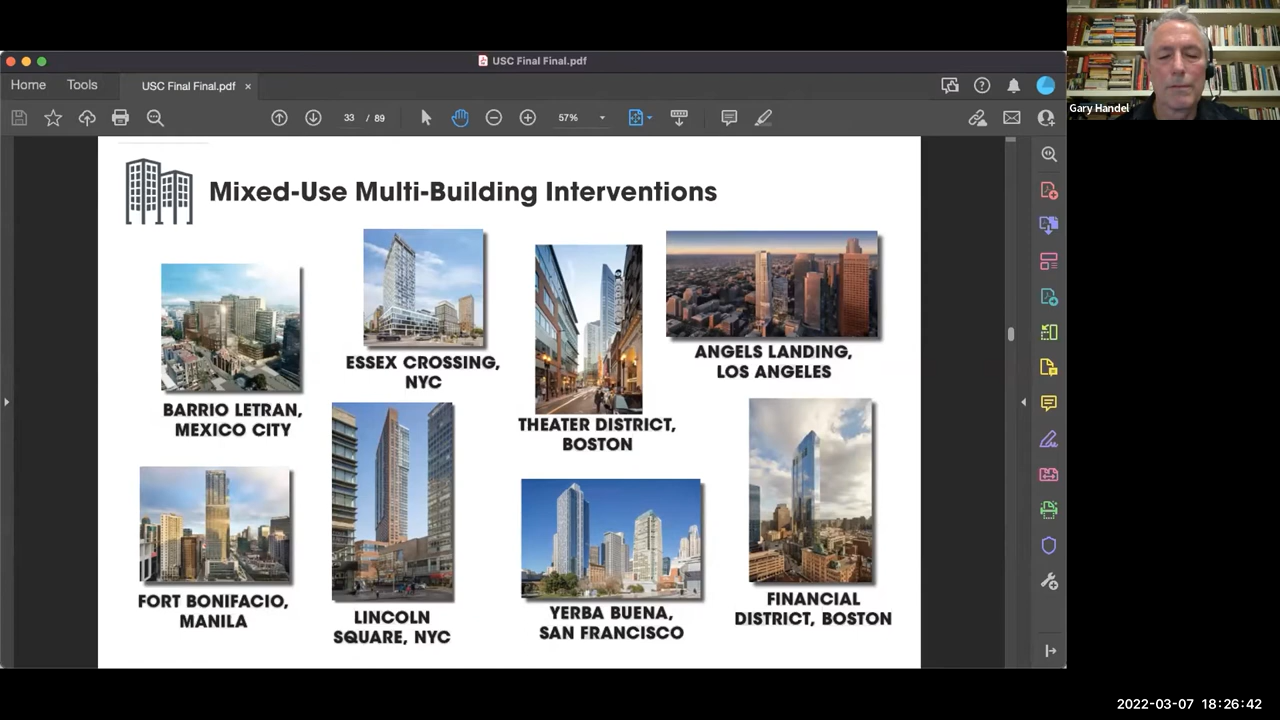 USC Final Final.pdf
Home
Tools
USC Final Final.pdf ×
33 / 89
57%
Gary Handel
Mixed-Use Multi-Building Interventions
ESSEX CROSSING,
NYC
ANGELS LANDING,
LOS ANGELES
BARRIO LETRAN,
MEXICO CITY
THEATER DISTRICT,
BOSTON
FORT BONIFACIO,
MANILA
LINCOLN
SQUARE, NYC
YERBA BUENA,
SAN FRANCISCO
FINANCIAL
DISTRICT, BOSTON
2022-03-07 18:26:42